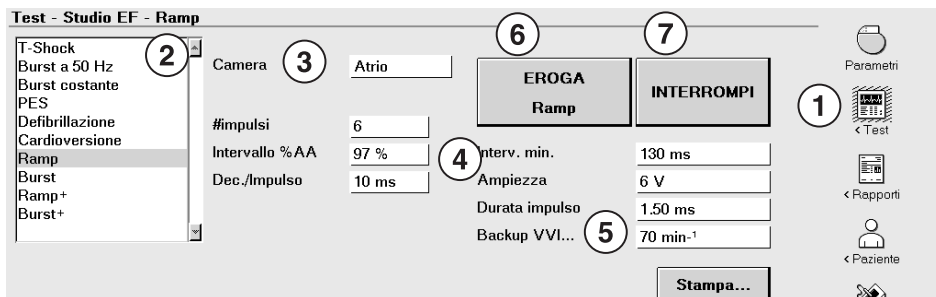 Test - Studio EF - Ramp
T-Shock
Burst a 50 Hz
Burst costante
PES
Defibrillazione
Cardioversione
Ramp
Burst
Ramp+
Burst+
2
Camera 3 Atrio
#impulsi 6
Intervallo %AA 97 %
Dec./Impulso 10 ms
4
6
EROGA
Ramp
7
INTERROMPI
Interv. min. 130 ms
Ampiezza 6 V
Durata impulso 1.50 ms
Backup VVI... 5 70 min-¹
Stampa...
Parametri
1
< Test
< Rapporti
< Paziente